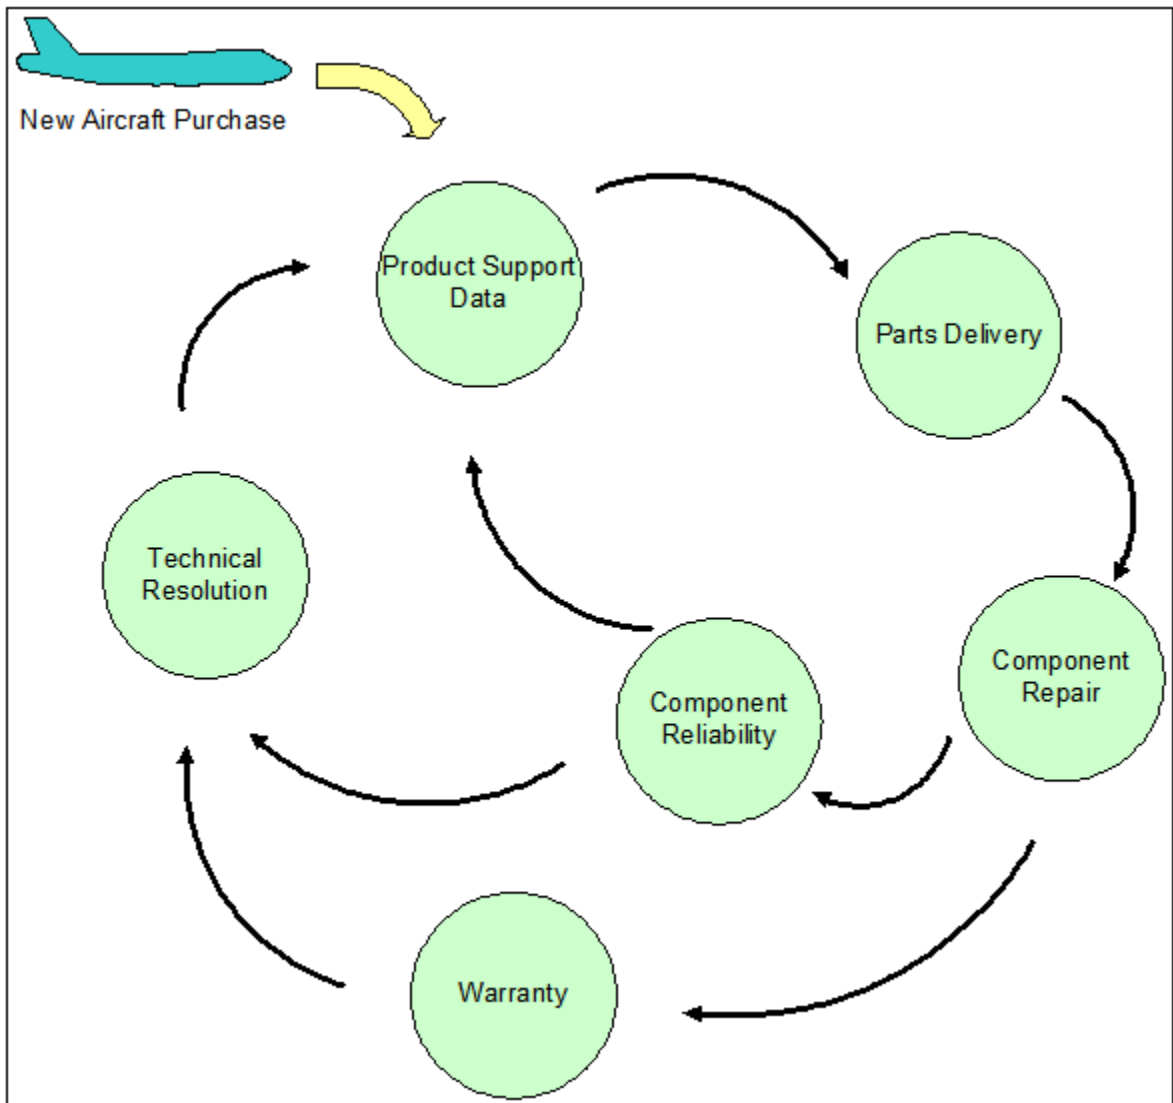 New Aircraft Purchase
Product Support
Data
Parts Delivery
Technical
Resolution
Component
Reliability
Component
Repair
Warranty